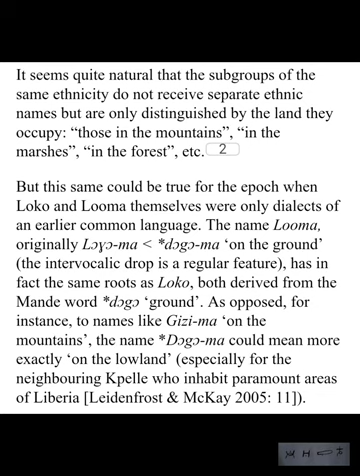 It seems quite natural that the subgroups of the
same ethnicity do not receive separate ethnic
names but are only distinguished by the land they
occupy: “those in the mountains”, “in the
marshes”, “in the forest”, etc. 2
But this same could be true for the epoch when
Loko and Looma themselves were only dialects of
an earlier common language. The name Looma,
originally Lɔɣɔ-ma < *dɔgɔ-ma ‘on the ground’
(the intervocalic drop is a regular feature), has in
fact the same roots as Loko, both derived from the
Mande word *dɔgɔ ‘ground’. As opposed, for
instance, to names like Gizi-ma ‘on the
mountains’, the name *Dɔgɔ-ma could mean more
exactly ‘on the lowland’ (especially for the
neighbouring Kpelle who inhabit paramount areas
of Liberia [Leidenfrost & McKay 2005: 11]).